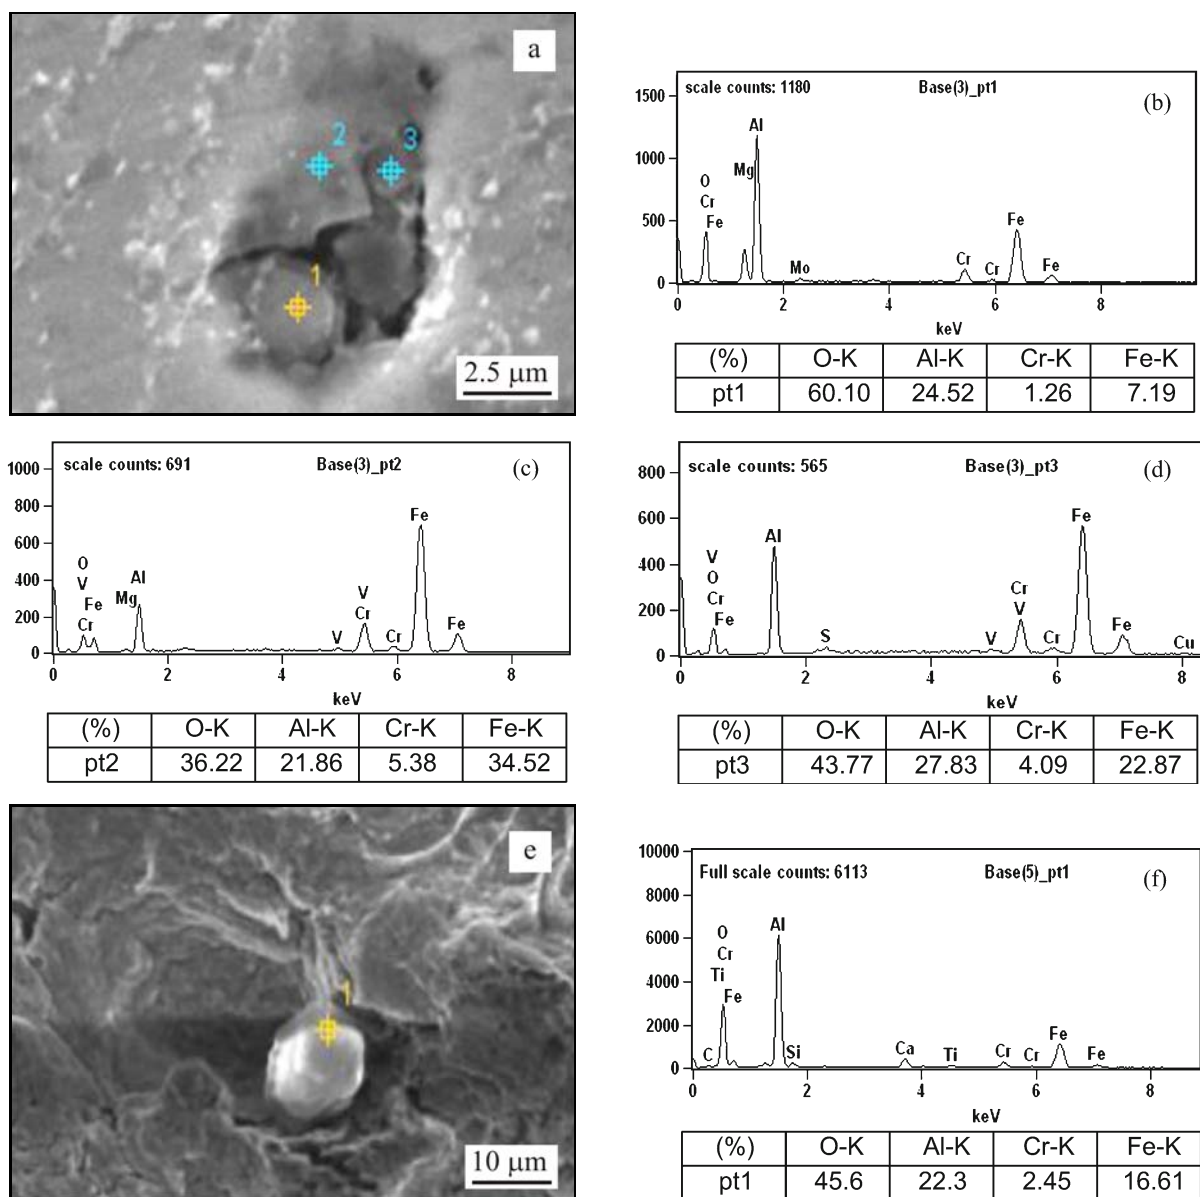 a
2
3
1
2.5 μm
scale counts: 1180
Base(3)_pt1
(b)
1500
1000
500
0
O
Cr
Fe
Mg
Al
Mo
Cr
Cr
Fe
Fe
0 2 4 6 8
keV
(%) O-K Al-K Cr-K Fe-K
pt1 60.10 24.52 1.26 7.19
scale counts: 691
Base(3)_pt2
(c)
1000
800
600
400
200
0
O
V
Fe
Cr
Mg
Al
V
V
Cr
Cr
Fe
Fe
0 2 4 6 8
keV
(%) O-K Al-K Cr-K Fe-K
pt2 36.22 21.86 5.38 34.52
scale counts: 565
Base(3)_pt3
(d)
800
600
400
200
0
V
O
Cr
Fe
Al
S
V
Cr
V
Cr
Fe
Fe
Cu
0 2 4 6 8
keV
(%) O-K Al-K Cr-K Fe-K
pt3 43.77 27.83 4.09 22.87
e
1
10 μm
Full scale counts: 6113
Base(5)_pt1
(f)
10000
8000
6000
4000
2000
0
C
O
Cr
Ti
Fe
Al
Si
Ca
Ti
Cr
Cr
Fe
Fe
0 2 4 6 8
keV
(%) O-K Al-K Cr-K Fe-K
pt1 45.6 22.3 2.45 16.61